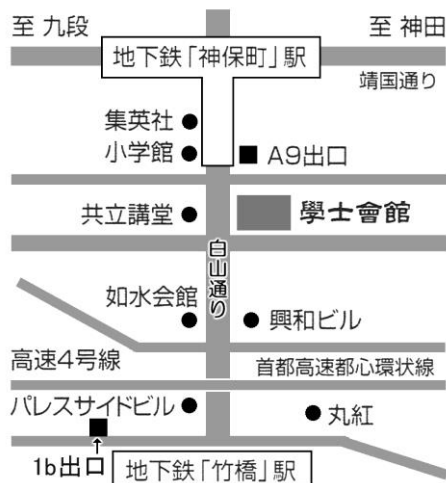 至 九段
至 神田
地下鉄「神保町」駅
靖国通り
集英社
小学館
A9出口
共立講堂
學士會館
白山通り
如水会館
興和ビル
高速4号線
首都高速都心環状線
パレスサイドビル
丸紅
1b出口
地下鉄「竹橋」駅